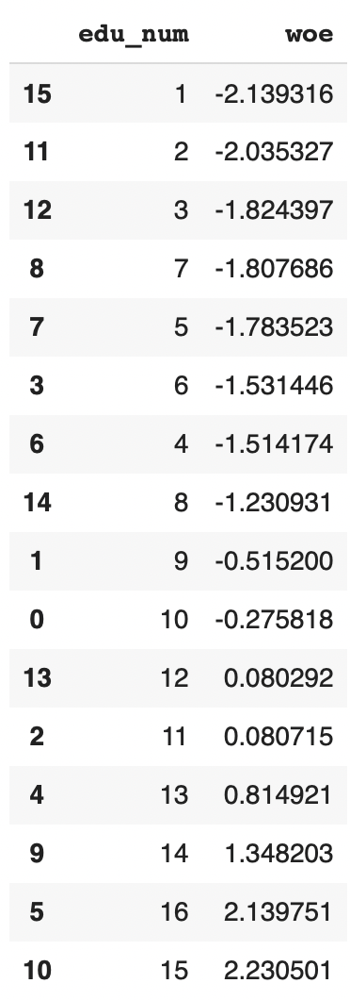 edu_num woe
15 1 -2.139316
11 2 -2.035327
12 3 -1.824397
8 7 -1.807686
7 5 -1.783523
3 6 -1.531446
6 4 -1.514174
14 8 -1.230931
1 9 -0.515200
0 10 -0.275818
13 12 0.080292
2 11 0.080715
4 13 0.814921
9 14 1.348203
5 16 2.139751
10 15 2.230501